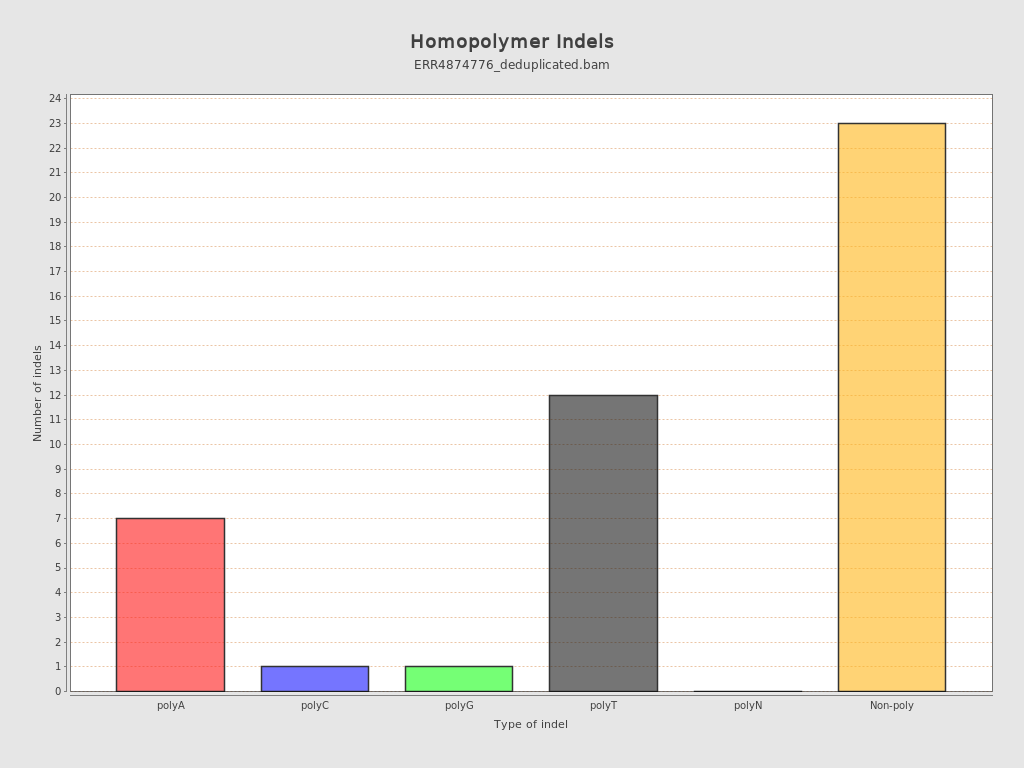 Homopolymer Indels
ERR4874776_deduplicated.bam
Number of indels
24
23
22
21
20
19
18
17
16
15
14
13
12
11
10
9
8
7
6
5
4
3
2
1
0
polyA
polyC
polyG
polyT
polyN
Non-poly
Type of indel